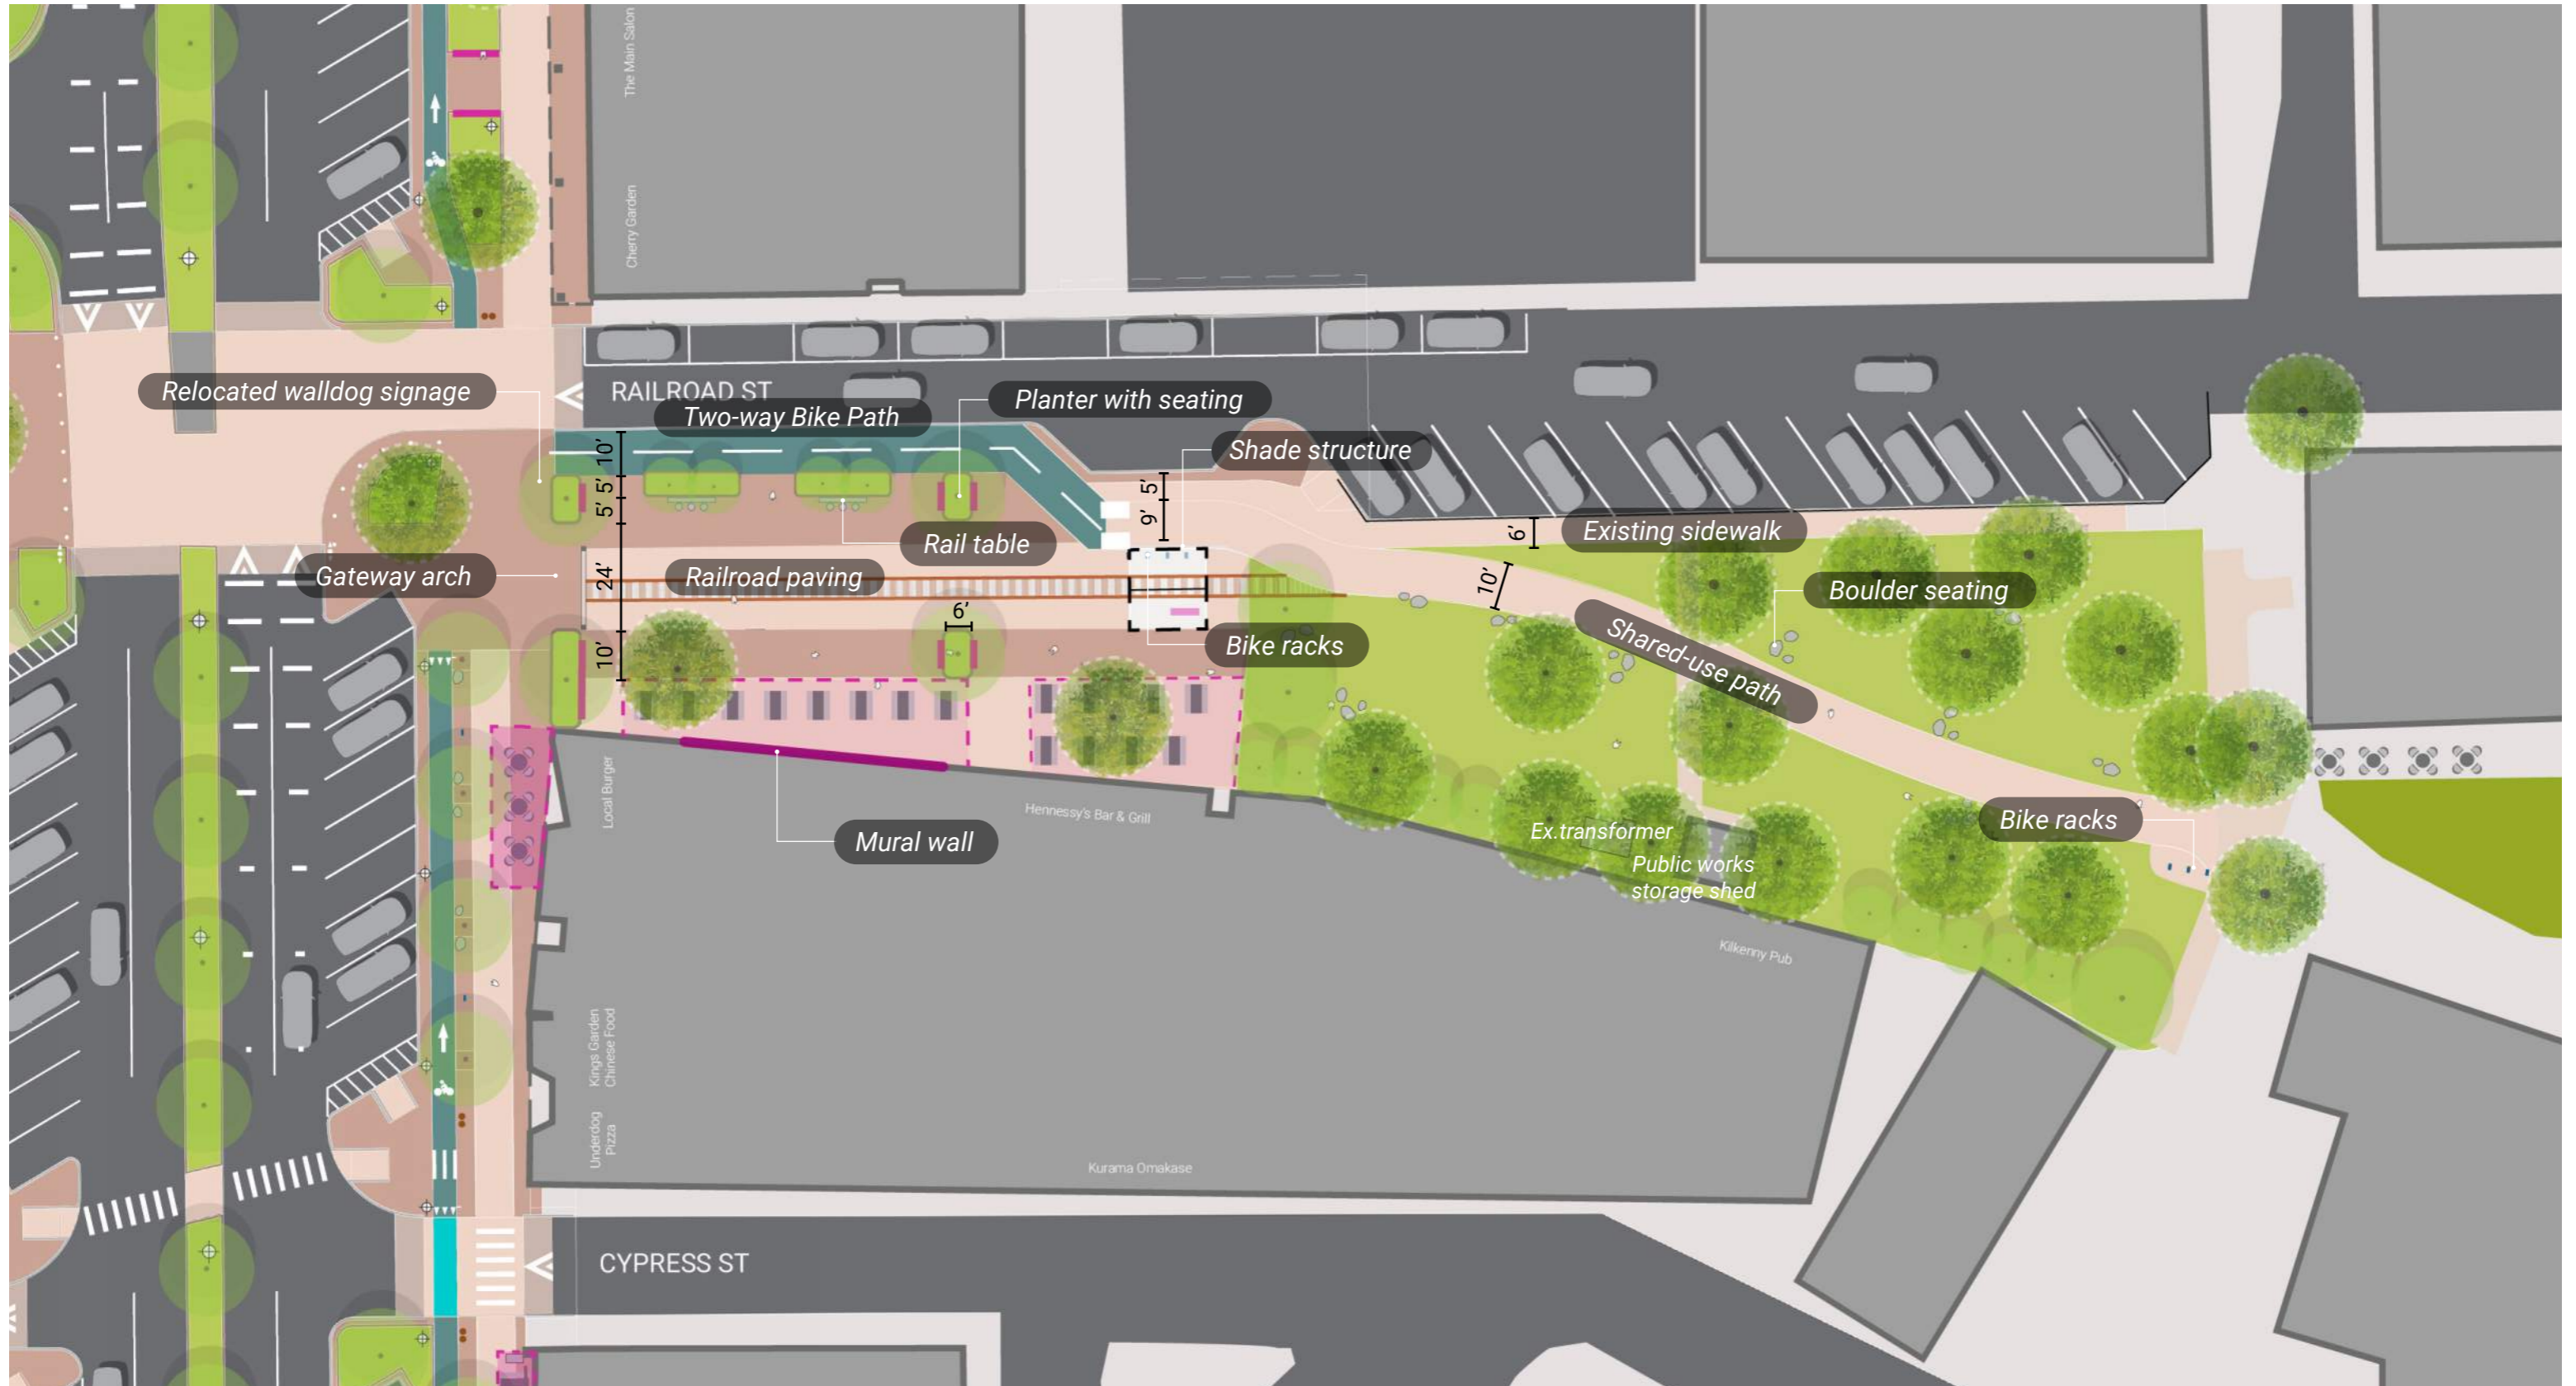 The Main Salon
Cherry Garden
Relocated walldog signage
RAILROAD ST
Two-way Bike Path
Planter with seating
Shade structure
10'
5'
5'
5'
9'
Rail table
Existing sidewalk
6'
Gateway arch
24'
Railroad paving
6'
10'
Boulder seating
Shared-use path
Bike racks
10'
Local Burger
Mural wall
Hennessy's Bar & Grill
Ex.transformer
Public works
storage shed
Bike racks
Kilkenny Pub
Kings Garden
Chinese Food
Underdog
Pizza
Kurama Omakase
CYPRESS ST